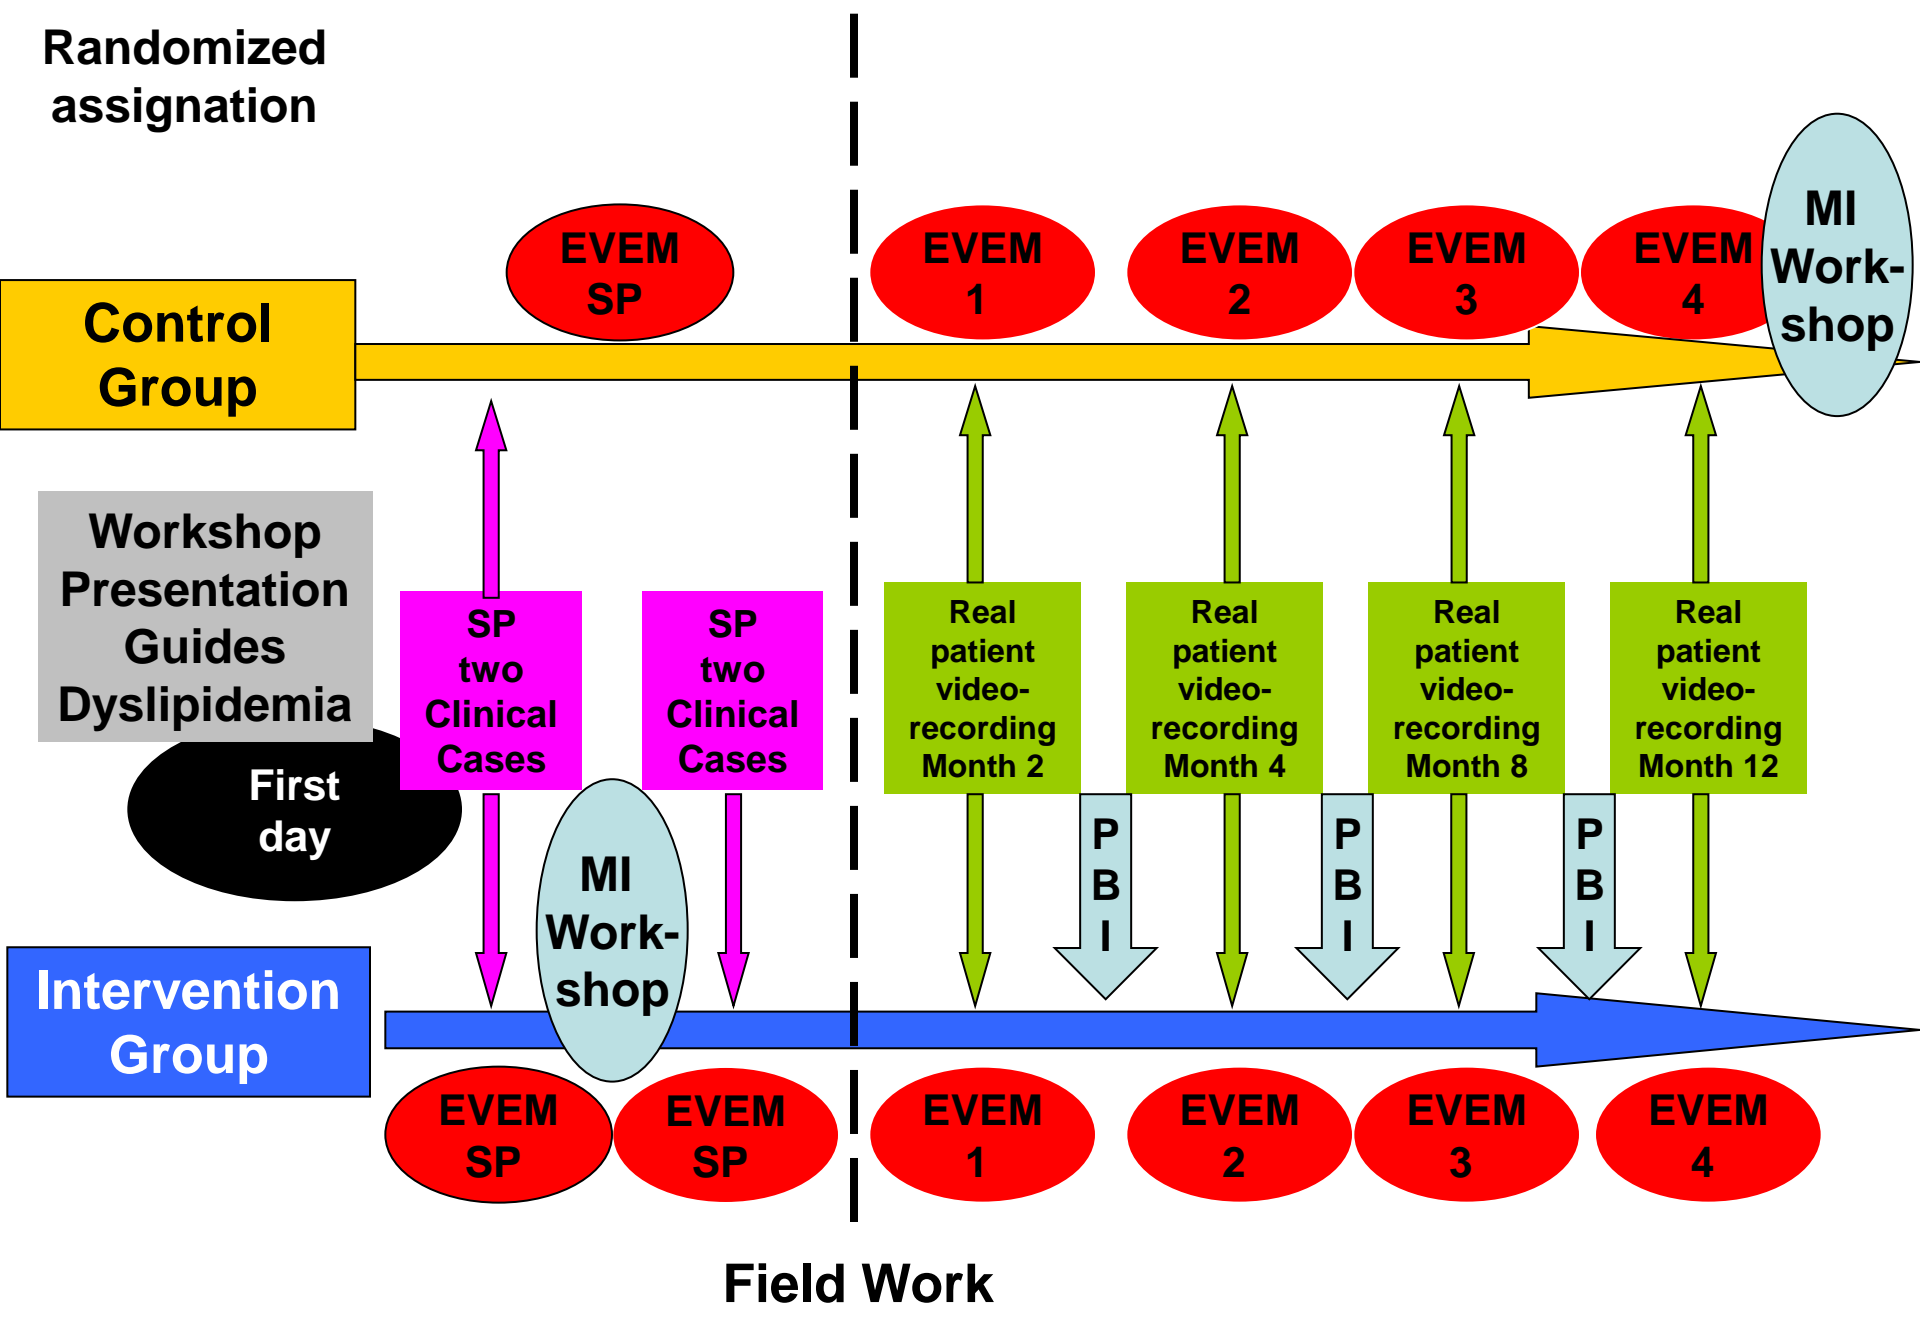 Randomized
assignation
EVEM
SP
EVEM
1
EVEM
2
EVEM
3
EVEM
4
MI
Work-
shop
Control
Group
Workshop
Presentation
Guides
Dyslipidemia
First
day
SP
two
Clinical
Cases
SP
two
Clinical
Cases
Real
patient
video-
recording
Month 2
Real
patient
video-
recording
Month 4
Real
patient
video-
recording
Month 8
Real
patient
video-
recording
Month 12
MI
Work-
shop
P
B
I
P
B
I
P
B
I
Intervention
Group
EVEM
SP
EVEM
SP
EVEM
1
EVEM
2
EVEM
3
EVEM
4
Field Work